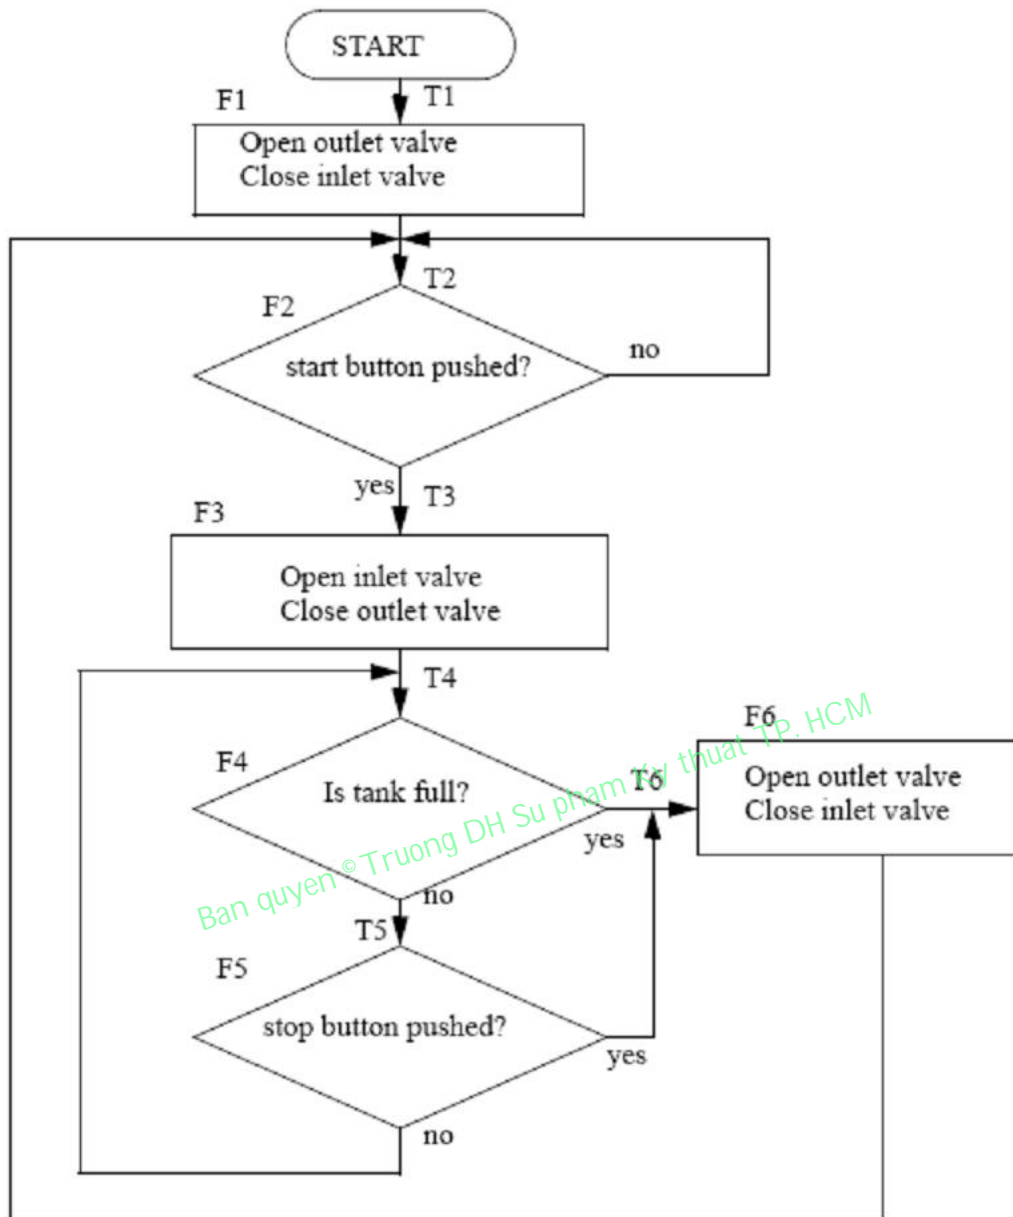 START
T1
F1
Open outlet valve
Close inlet valve
T2
F2
start button pushed?
no
yes
T3
F3
Open inlet valve
Close outlet valve
T4
F4
Is tank full?
T6
yes
F6
Open outlet valve
Close inlet valve
no
T5
F5
stop button pushed?
yes
no
Ban quyen © Truong DH Su pham Ky thuat TP. HCM